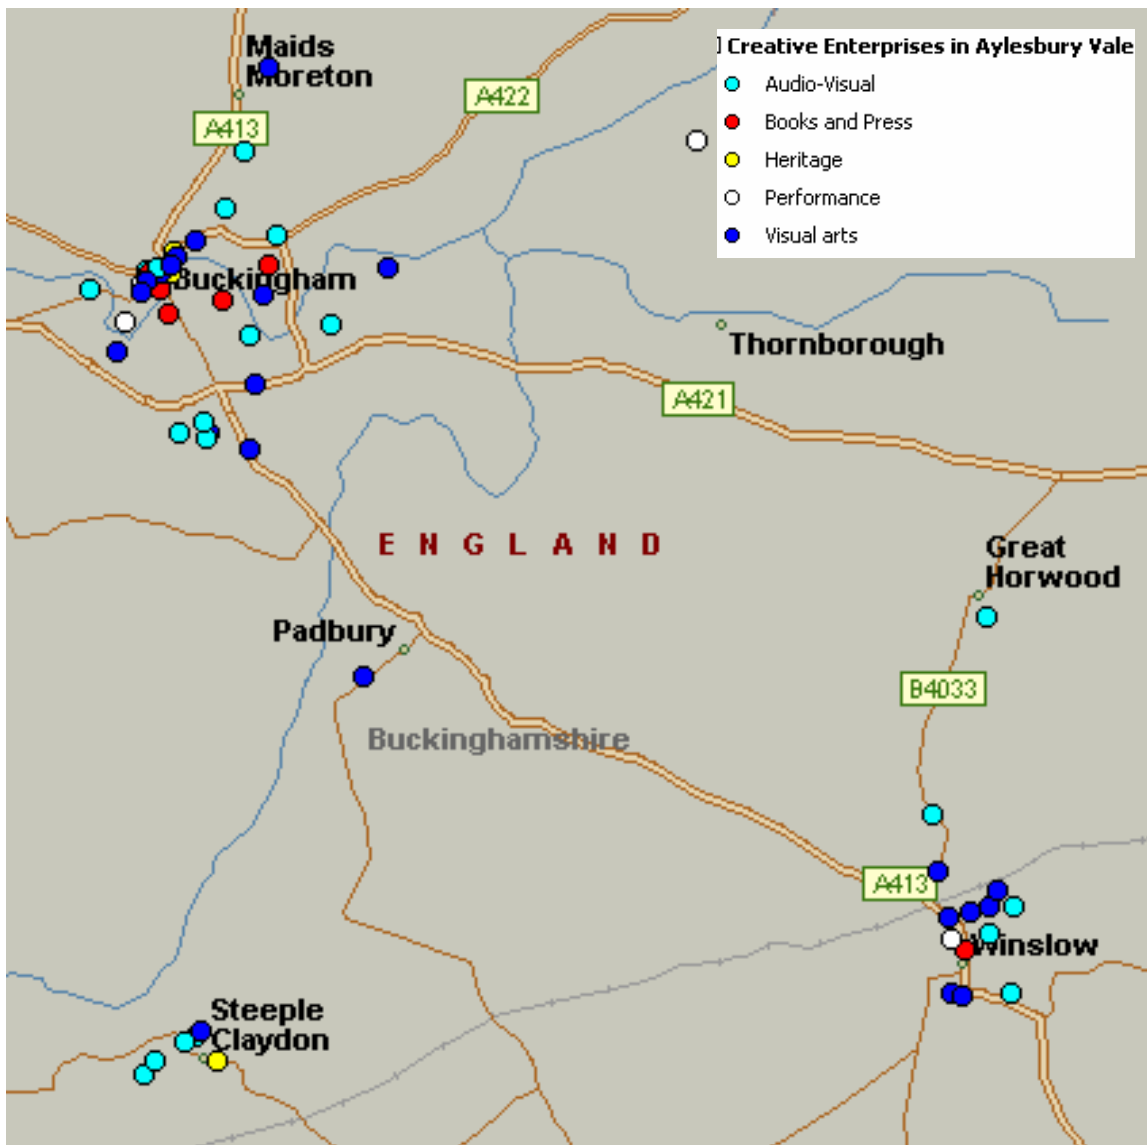 Maids
Moreton
A422
A413
Creative Enterprises in Aylesbury Vale
Audio-Visual
Books and Press
Heritage
Performance
Visual arts
Buckingham
Thornborough
A421
ENGLAND
Great
Horwood
Padbury
B4033
Buckinghamshire
A413
Winslow
Steeple
Claydon